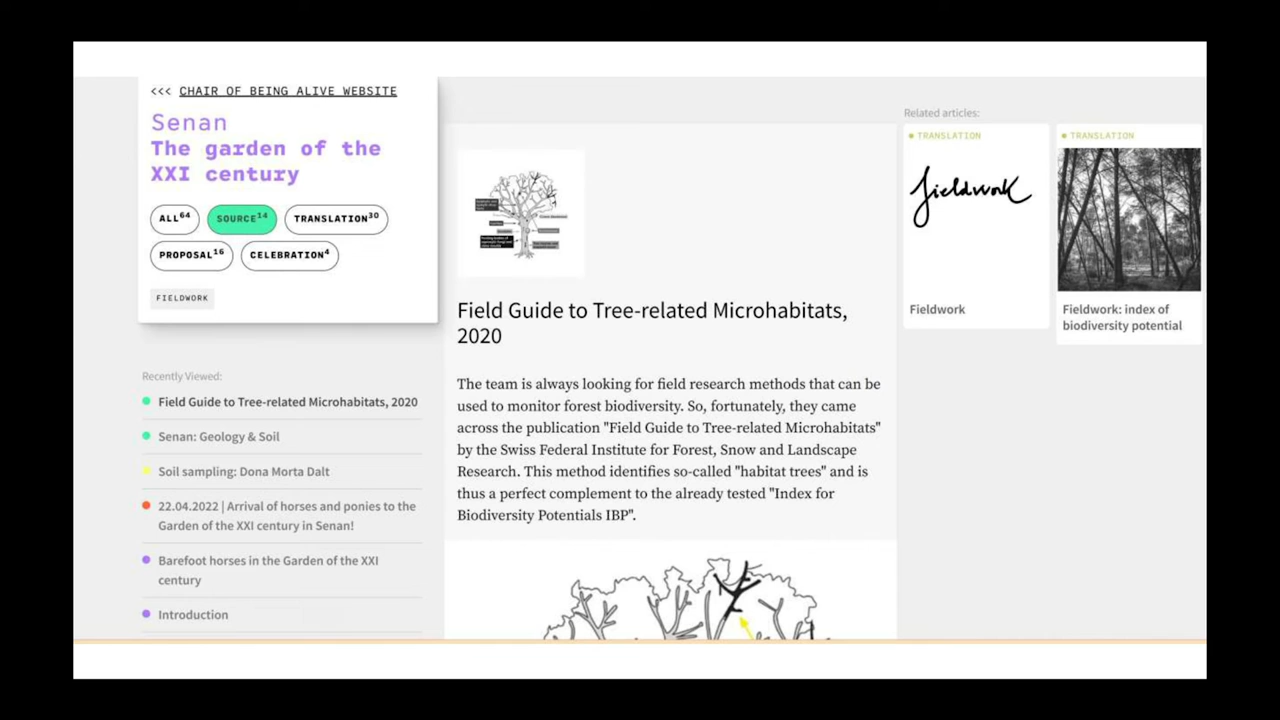 <<< CHAIR OF BEING ALIVE WEBSITE
Senan
The garden of the
XXI century
ALL64
SOURCE14
TRANSLATION30
PROPOSAL16
CELEBRATION4
FIELDWORK
Recently Viewed:
Field Guide to Tree-related Microhabitats, 2020
Senan: Geology & Soil
Soil sampling: Dona Morta Dalt
22.04.2022 | Arrival of horses and ponies to the
Garden of the XXI century in Senan!
Barefoot horses in the Garden of the XXI
century
Introduction
Field Guide to Tree-related Microhabitats,
2020
The team is always looking for field research methods that can be
used to monitor forest biodiversity. So, fortunately, they came
across the publication "Field Guide to Tree-related Microhabitats"
by the Swiss Federal Institute for Forest, Snow and Landscape
Research. This method identifies so-called "habitat trees" and is
thus a perfect complement to the already tested "Index for
Biodiversity Potentials IBP".
Related articles:
TRANSLATION
fieldwork
Fieldwork
TRANSLATION
Fieldwork: index of
biodiversity potential